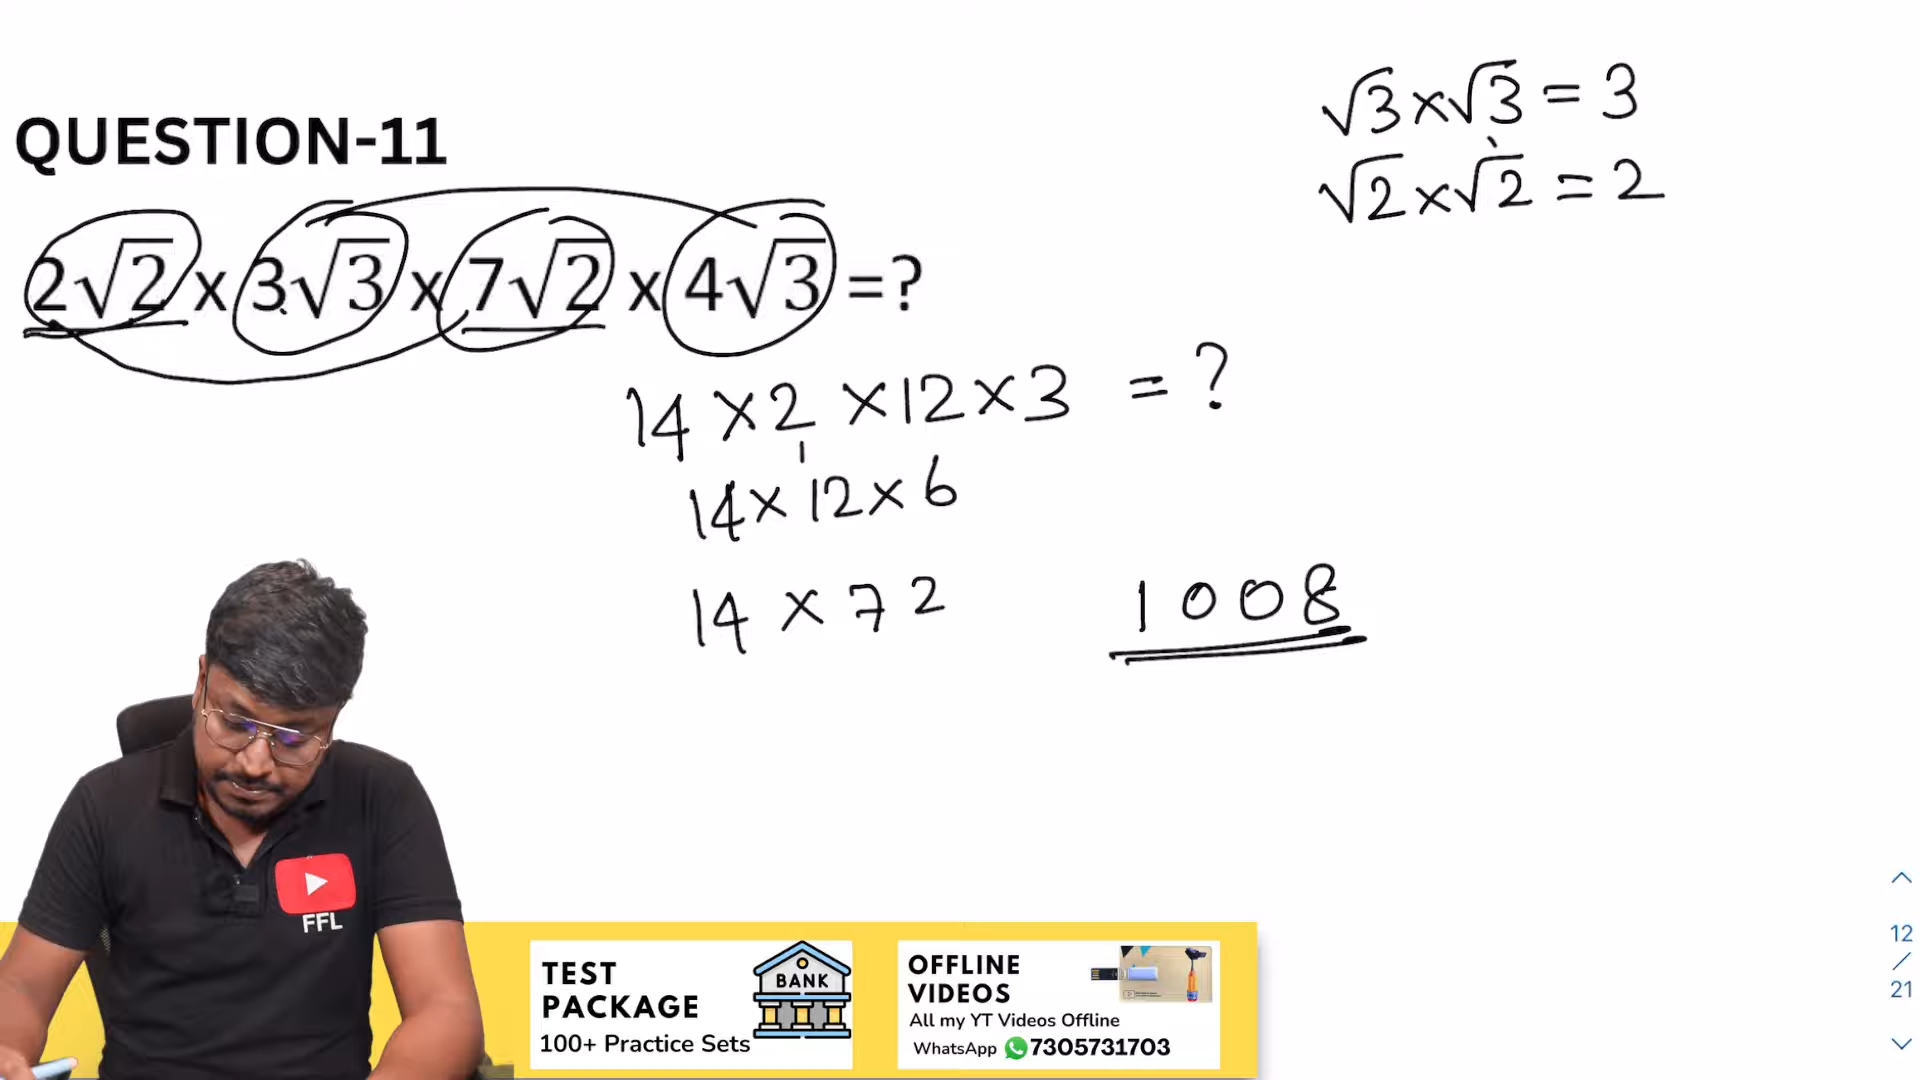 √3 × √3 = 3
√2 × √2 = 2
QUESTION-11
2√2 x 3√3 x 7√2 x 4√3 =?
14 × 2 × 12 × 3 = ?
14 × 12 × 6
14 × 72
1008
FFL
TEST
PACKAGE
100+ Practice Sets
BANK
OFFLINE
VIDEOS
All my YT Videos Offline
WhatsApp 7305731703
12
/
21